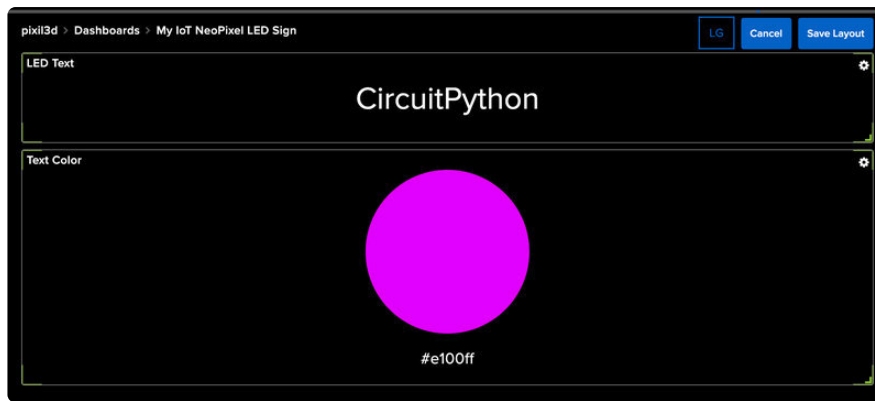 pixil3d > Dashboards > My IoT NeoPixel LED Sign
LG
Cancel
Save Layout
LED Text
CircuitPython
Text Color
#e100ff